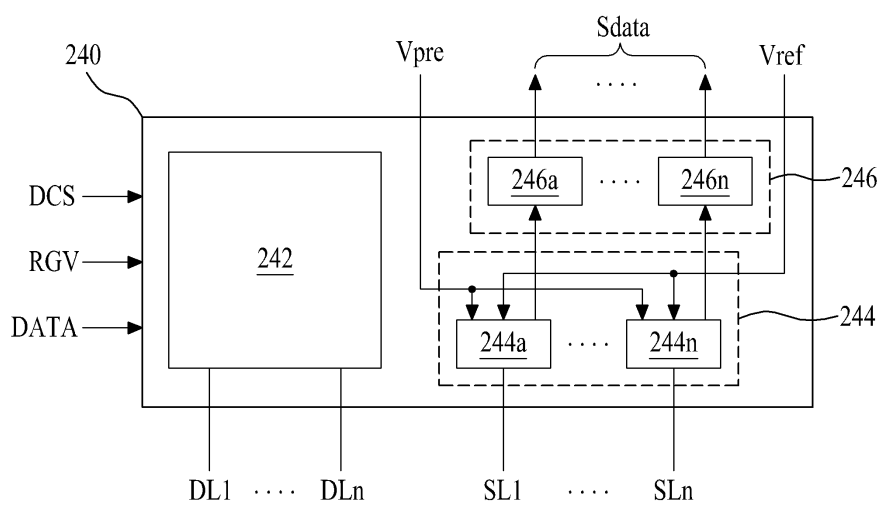 Sdata
240
Vpre
Vref
....
DCS
246a
....
246n
246
RGV
242
DATA
244a
....
244n
244
DL1 .... DLn
SL1 .... SLn